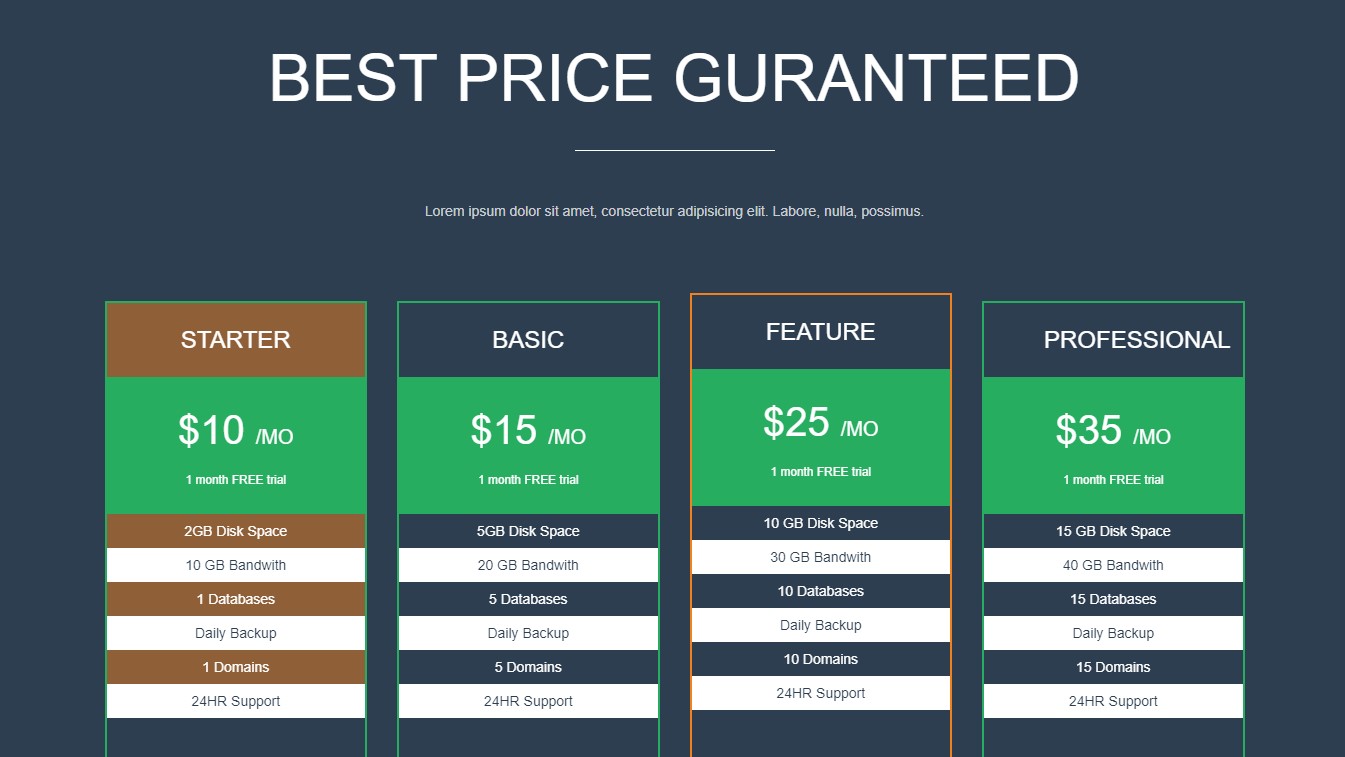 BEST PRICE GURANTEED
Lorem ipsum dolor sit amet, consectetur adipisicing elit. Labore, nulla, possimus.
STARTER
$10 /MO
1 month FREE trial
2GB Disk Space
10 GB Bandwith
1 Databases
Daily Backup
1 Domains
24HR Support
BASIC
$15 /MO
1 month FREE trial
5GB Disk Space
20 GB Bandwith
5 Databases
Daily Backup
5 Domains
24HR Support
FEATURE
$25 /MO
1 month FREE trial
10 GB Disk Space
30 GB Bandwith
10 Databases
Daily Backup
10 Domains
24HR Support
PROFESSIONAL
$35 /MO
1 month FREE trial
15 GB Disk Space
40 GB Bandwith
15 Databases
Daily Backup
15 Domains
24HR Support